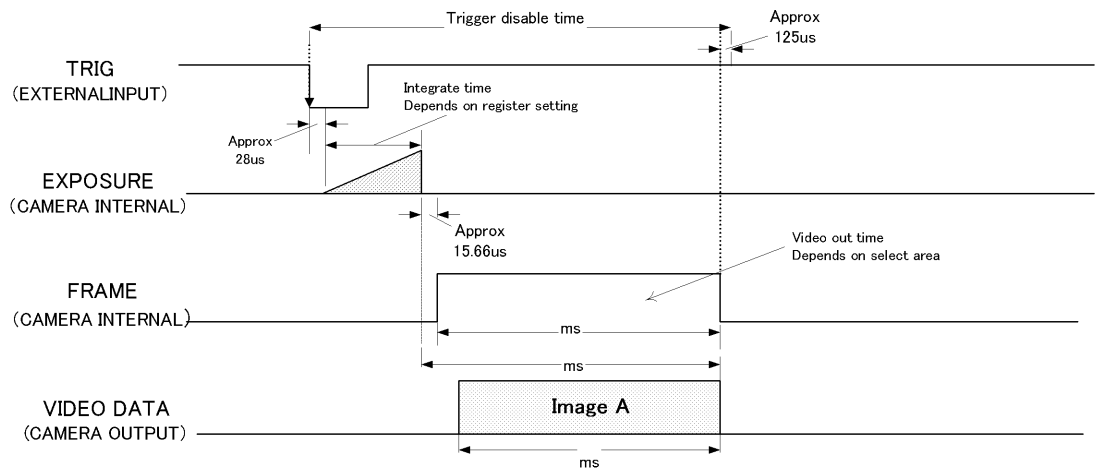 Trigger disable time
Approx
125us
TRIG
(EXTERNALINPUT)
Integrate time
Depends on register setting
Approx
28us
EXPOSURE
(CAMERA INTERNAL)
Approx
15.66us
Video out time
Depends on select area
FRAME
(CAMERA INTERNAL)
ms
ms
VIDEO DATA
(CAMERA OUTPUT)
Image A
ms